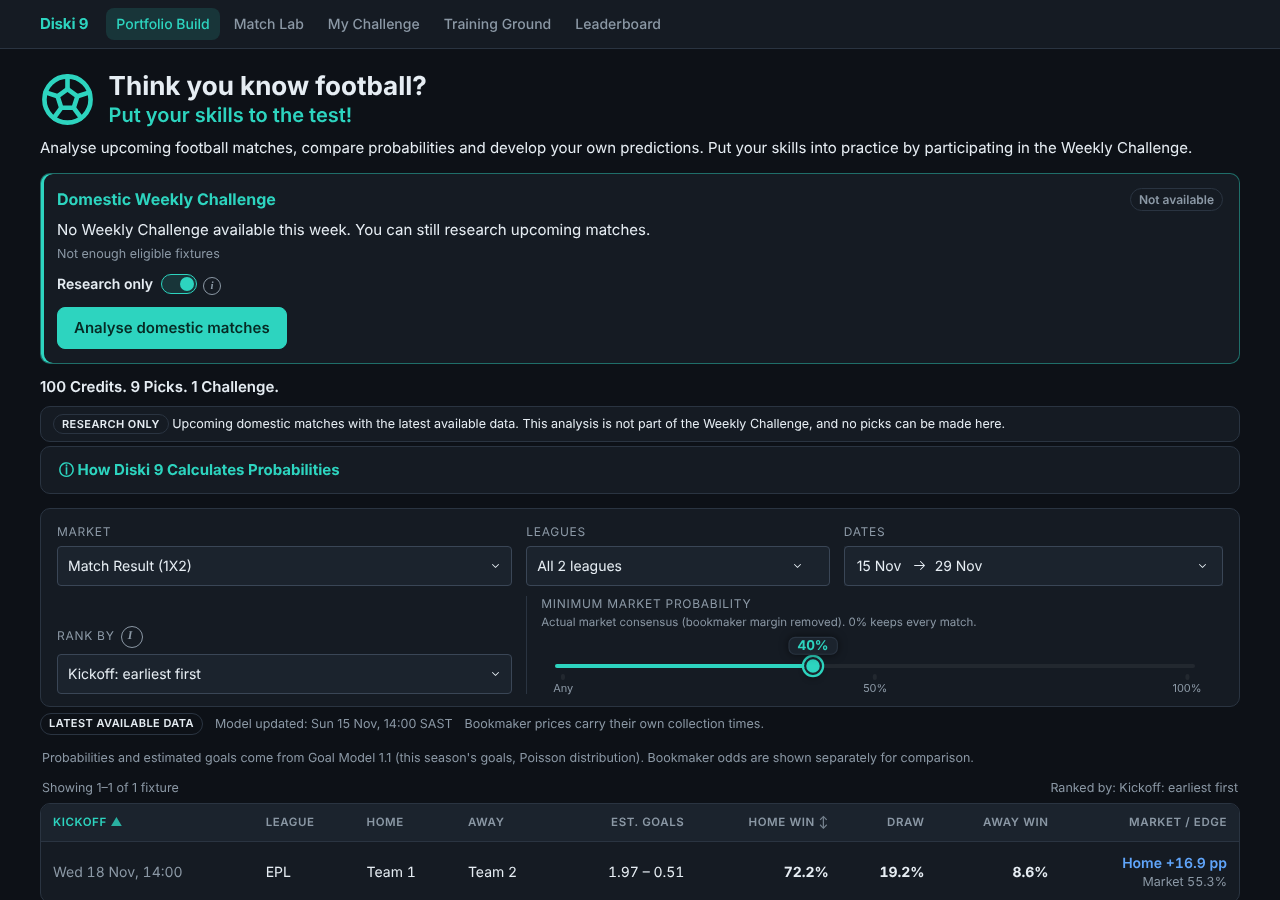 Diski 9 Portfolio Build Match Lab My Challenge Training Ground Leaderboard
Think you know football?
Put your skills to the test!
Analyse upcoming football matches, compare probabilities and develop your own predictions. Put your skills into practice by participating in the Weekly Challenge.
Domestic Weekly Challenge Not available
No Weekly Challenge available this week. You can still research upcoming matches.
Not enough eligible fixtures
Research only i
Analyse domestic matches
100 Credits. 9 Picks. 1 Challenge.
RESEARCH ONLY Upcoming domestic matches with the latest available data. This analysis is not part of the Weekly Challenge, and no picks can be made here.
ⓘ How Diski 9 Calculates Probabilities
MARKET LEAGUES DATES
Match Result (1X2) All 2 leagues 15 Nov → 29 Nov
MINIMUM MARKET PROBABILITY
Actual market consensus (bookmaker margin removed). 0% keeps every match.
RANK BY I
40%
Kickoff: earliest first
Any 50% 100%
LATEST AVAILABLE DATA Model updated: Sun 15 Nov, 14:00 SAST Bookmaker prices carry their own collection times.
Probabilities and estimated goals come from Goal Model 1.1 (this season's goals, Poisson distribution). Bookmaker odds are shown separately for comparison.
Showing 1–1 of 1 fixture Ranked by: Kickoff: earliest first
KICKOFF ▲ LEAGUE HOME AWAY EST. GOALS HOME WIN ↕ DRAW AWAY WIN MARKET / EDGE
Wed 18 Nov, 14:00 EPL Team 1 Team 2 1.97 – 0.51 72.2% 19.2% 8.6% Home +16.9 pp
Market 55.3%